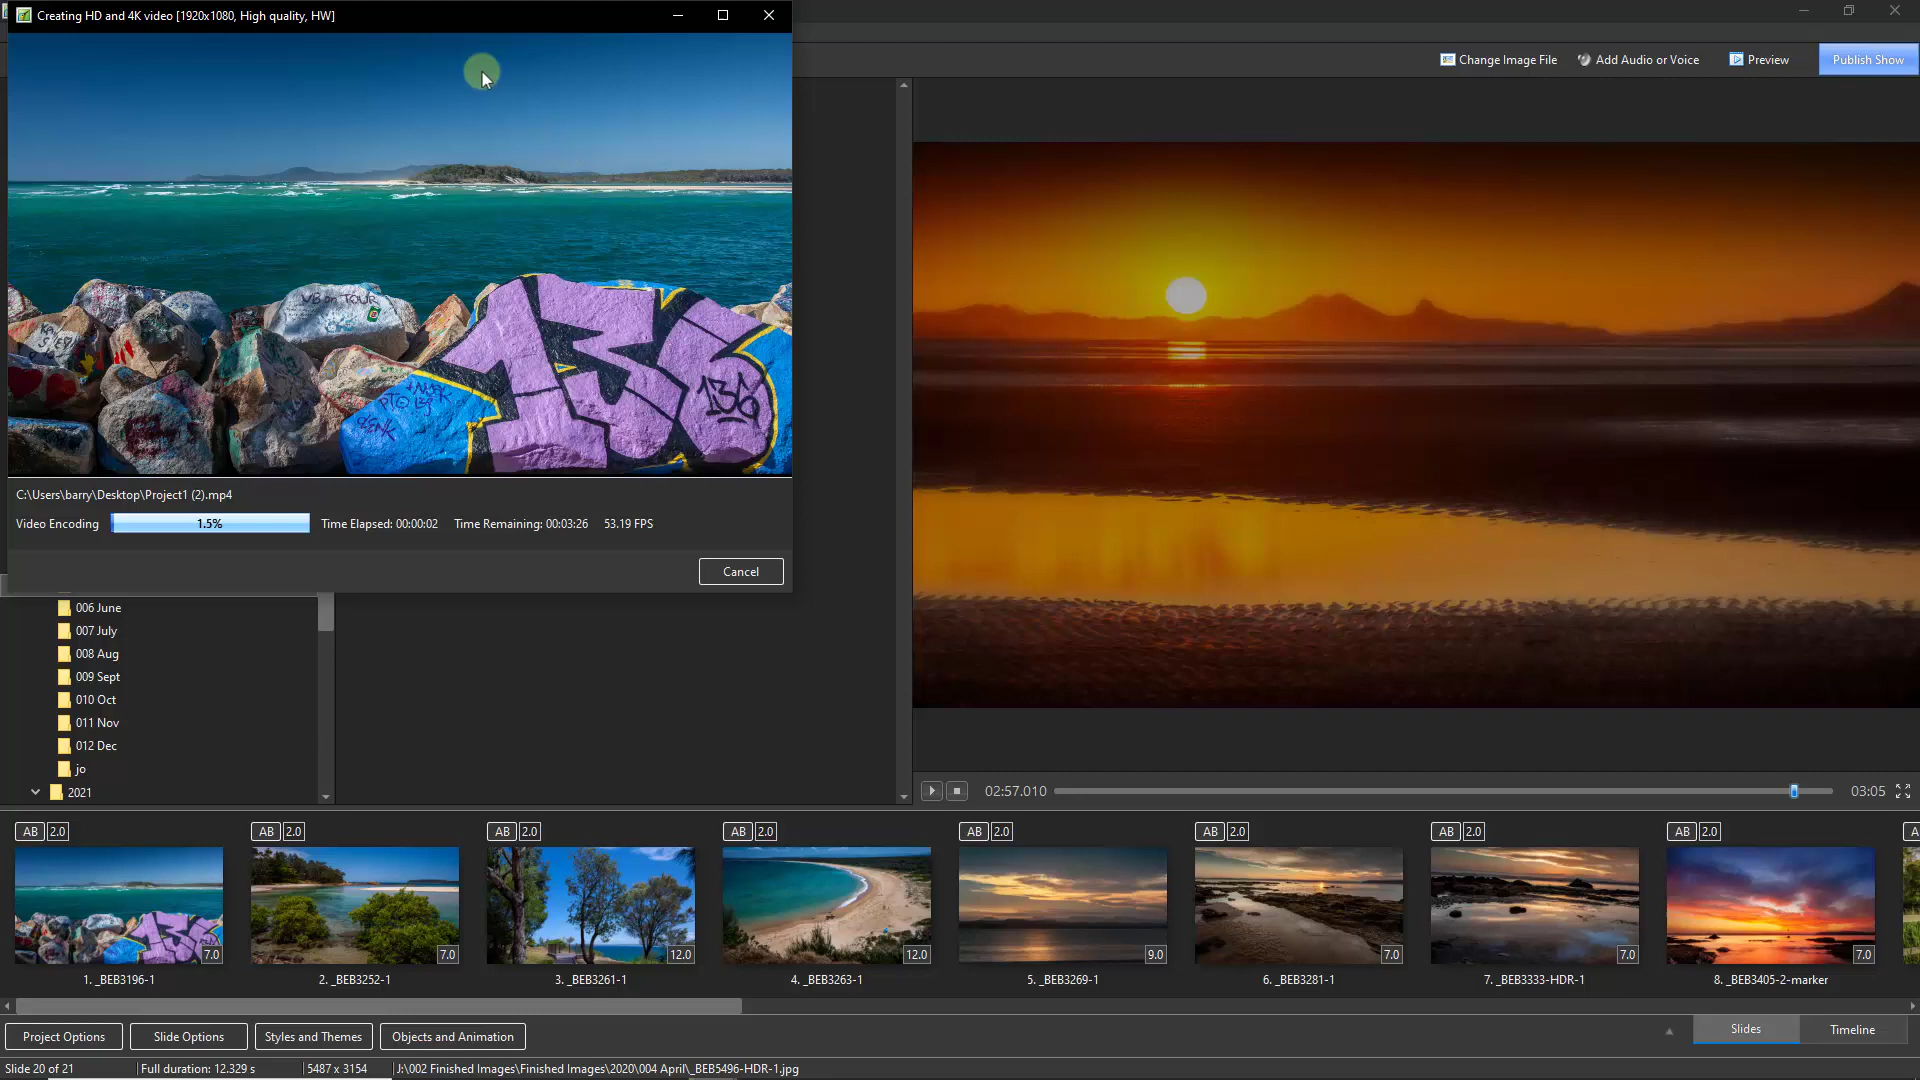 Creating HD and 4K video [1920x1080, High quality, HW]
Change Image File
Add Audio or Voice
Preview
Publish Show
VB on TOUR
136
136
C:\Users\barry\Desktop\Project1 (2).mp4
Video Encoding
1.5%
Time Elapsed: 00:00:02
Time Remaining: 00:03:26
53.19 FPS
Cancel
006 June
007 July
008 Aug
009 Sept
010 Oct
011 Nov
012 Dec
jo
2021
02:57.010
03:05
AB 2.0
AB 2.0
AB 2.0
AB 2.0
AB 2.0
AB 2.0
AB 2.0
AB 2.0
7.0
7.0
12.0
12.0
9.0
7.0
7.0
7.0
1. _BEB3196-1
2. _BEB3252-1
3. _BEB3261-1
4. _BEB3263-1
5. _BEB3269-1
6. _BEB3281-1
7. _BEB3333-HDR-1
8. _BEB3405-2-marker
Project Options
Slide Options
Styles and Themes
Objects and Animation
Slides
Timeline
Slide 20 of 21
Full duration: 12.329 s
5487 x 3154
J:\002 Finished Images\Finished Images\2020\004 April\_BEB5496-HDR-1.jpg